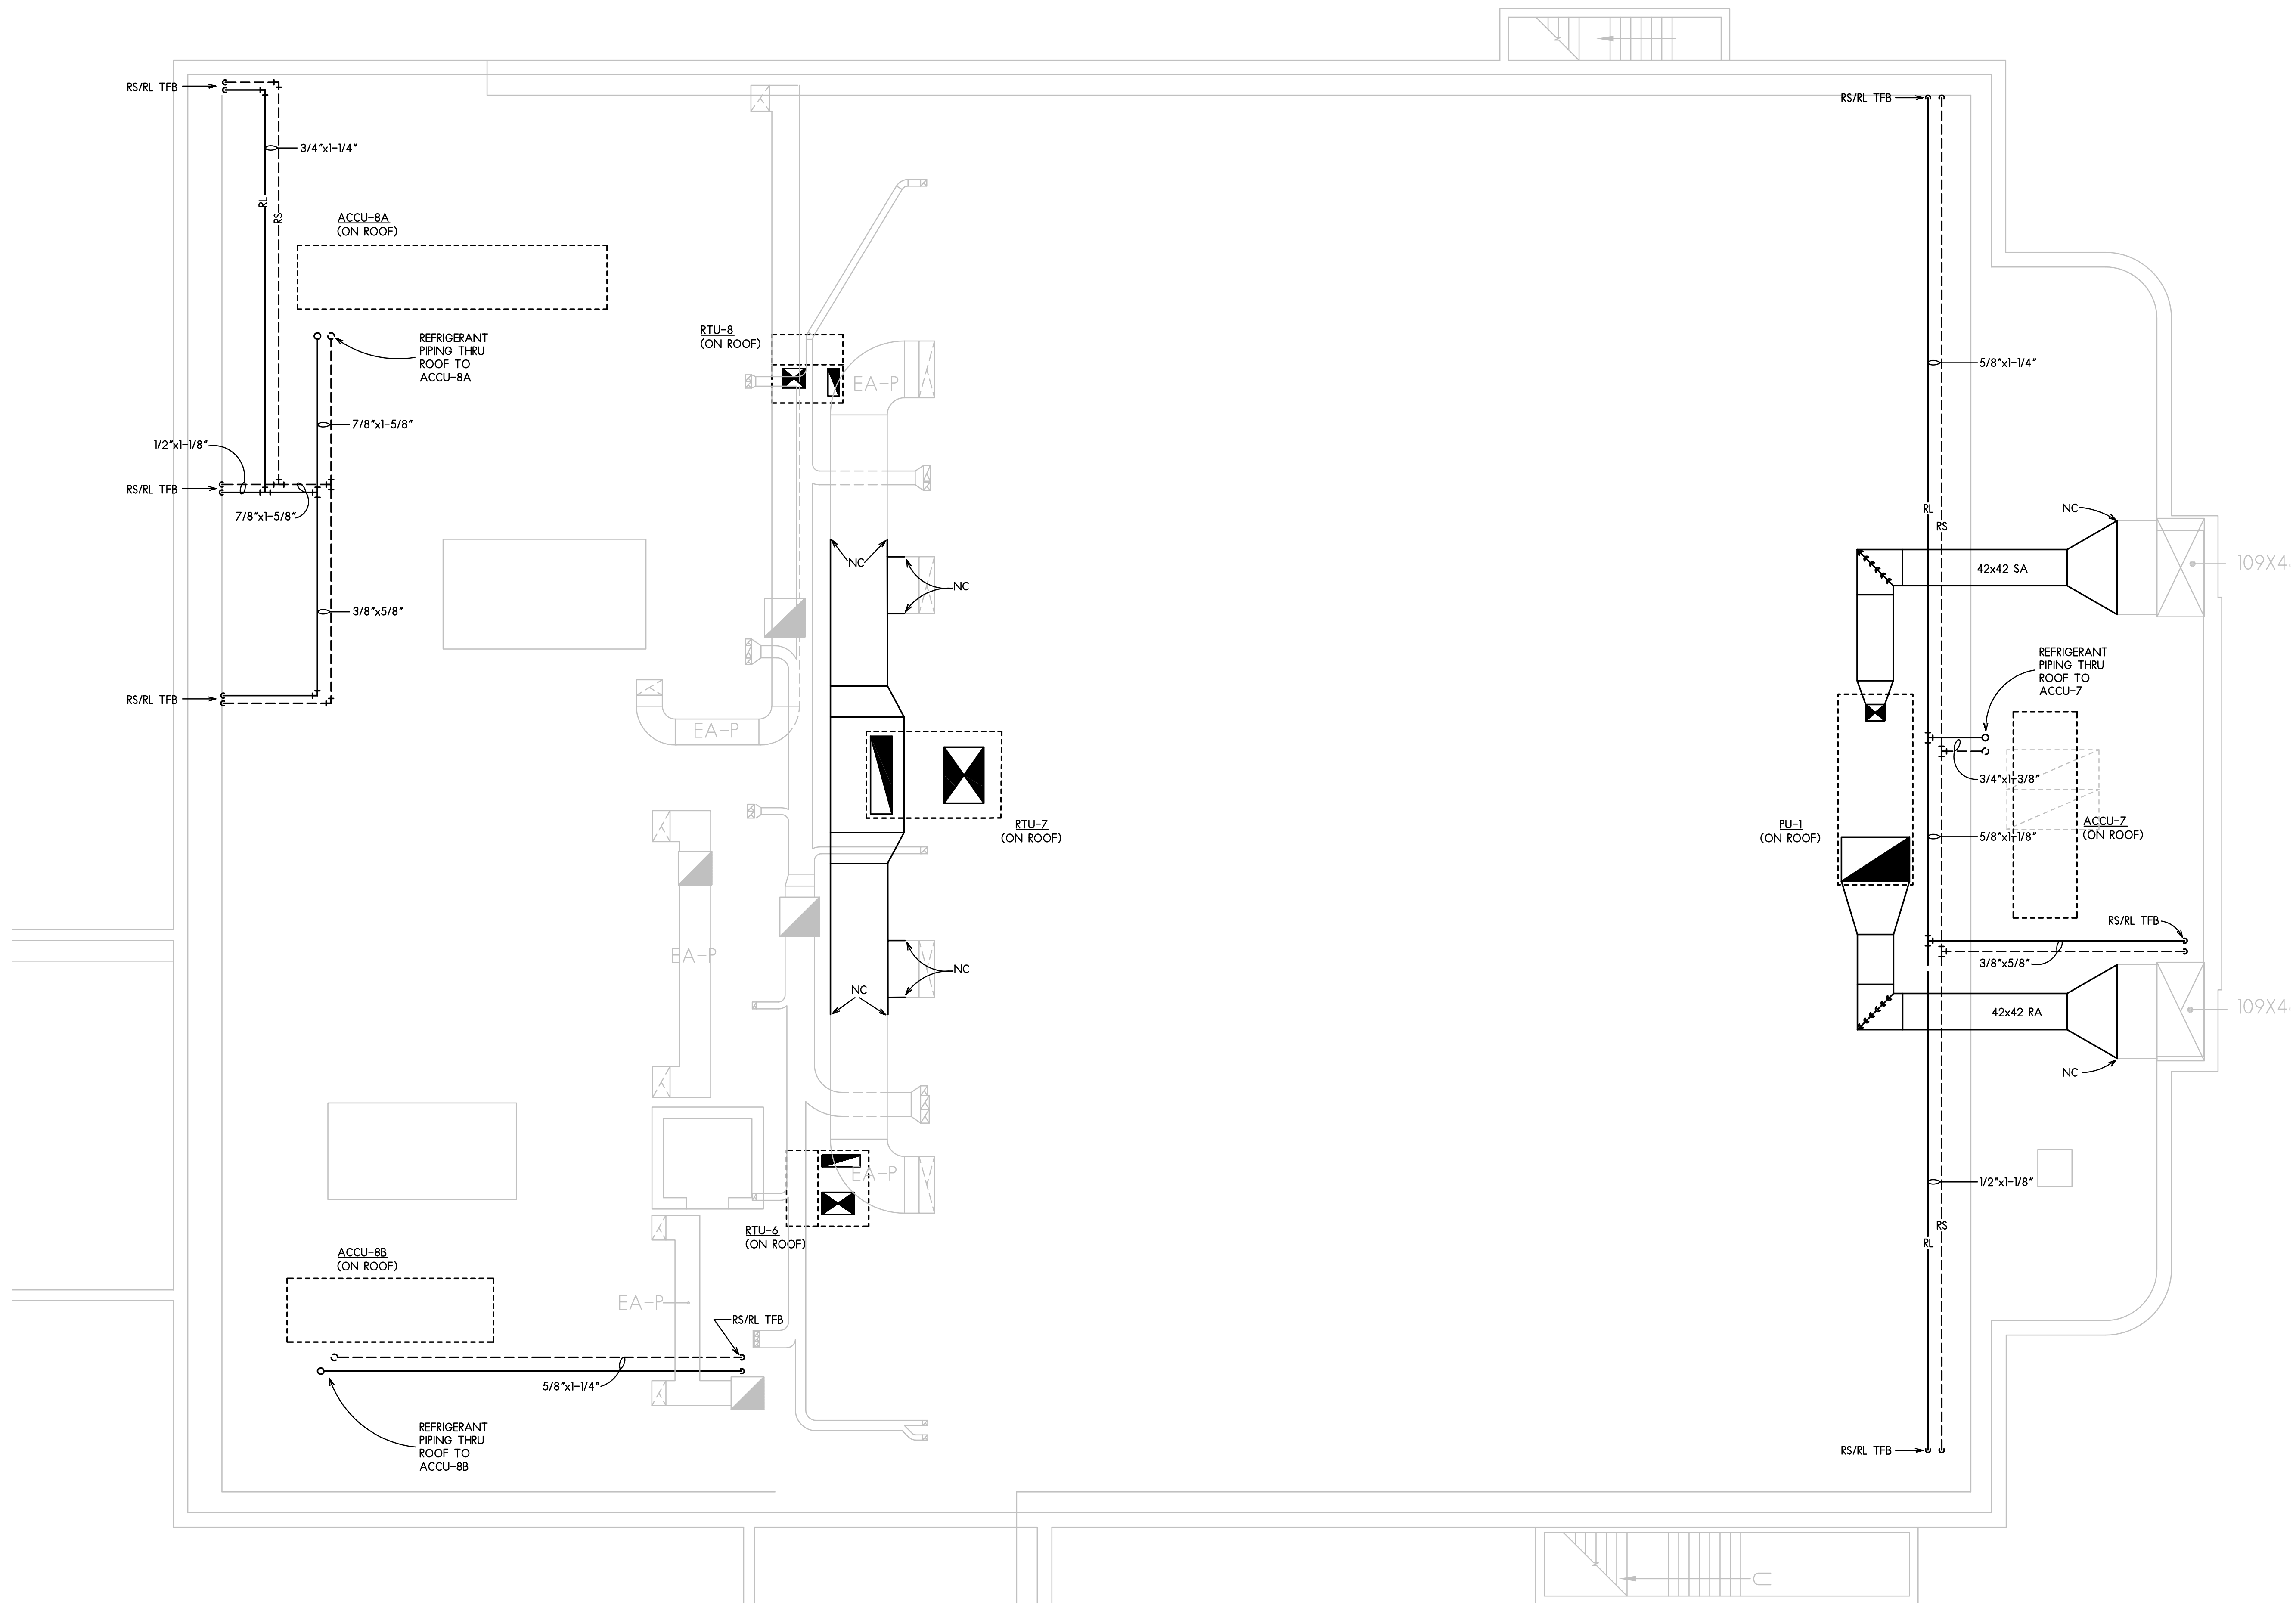 RS/RL TFB
3/4"x1-1/4"
RL
RS
ACCU-8A
(ON ROOF)
REFRIGERANT
PIPING THRU
ROOF TO
ACCU-8A
7/8"x1-5/8"
1/2"x1-1/8"
RS/RL TFB
7/8"x1-5/8"
3/8"x5/8"
RS/RL TFB
RTU-8
(ON ROOF)
EA-P
NC
NC
EA-P
RTU-7
(ON ROOF)
EA-P
NC
NC
EA-P
RTU-6
(ON ROOF)
ACCU-8B
(ON ROOF)
EA-P
RS/RL TFB
5/8"x1-1/4"
REFRIGERANT
PIPING THRU
ROOF TO
ACCU-8B
RS/RL TFB
5/8"x1-1/4"
RL
RS
NC
42x42 SA
109X4
REFRIGERANT
PIPING THRU
ROOF TO
ACCU-7
3/4"x1-3/8"
PU-1
(ON ROOF)
5/8"x1-1/8"
ACCU-7
(ON ROOF)
RS/RL TFB
3/8"x5/8"
42x42 RA
109X4
NC
1/2"x1-1/8"
RS
RL
RS/RL TFB